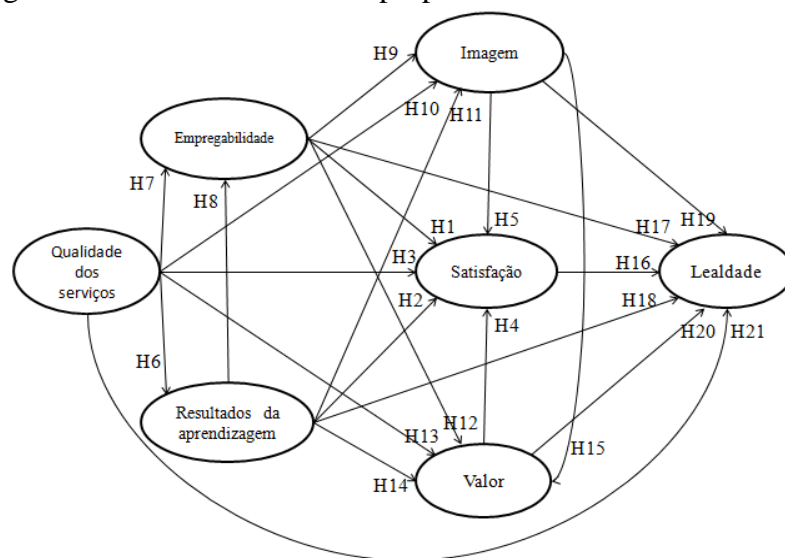 H9
Imagem
H10
H11
Empregabilidade
H7
H8
H1
H5
H17
H19
Qualidade
dos
serviços
H3
Satisfação
H16
Lealdade
H2
H18
H4
H20
H21
H6
Resultados da
aprendizagem
H13
H12
H15
H14
Valor